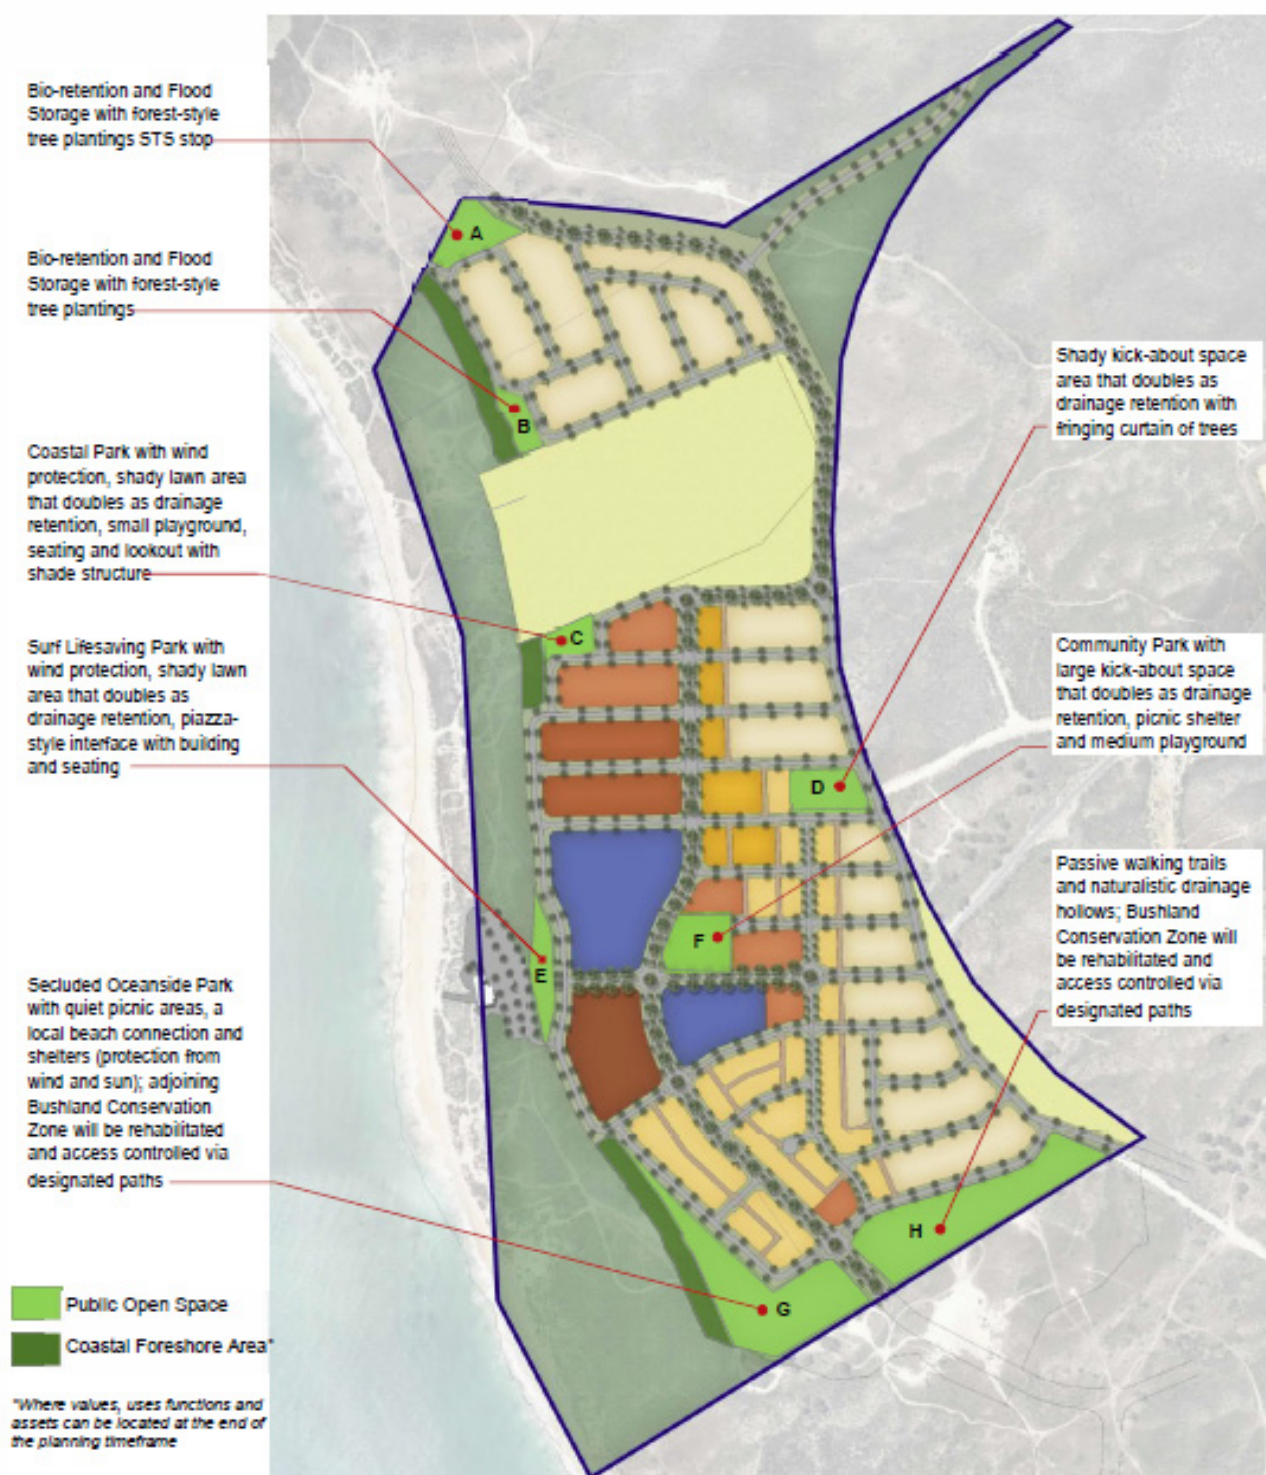 Bio-retention and Flood
Storage with forest-style
tree plantings STS stop
Bio-retention and Flood
Storage with forest-style
tree plantings
Coastal Park with wind
protection, shady lawn area
that doubles as drainage
retention, small playground,
seating and lookout with
shade structure
Surf Lifesaving Park with
wind protection, shady lawn
area that doubles as
drainage retention, piazza-
style interface with building
and seating
Secluded Oceanside Park
with quiet picnic areas, a
local beach connection and
shelters (protection from
wind and sun); adjoining
Bushland Conservation
Zone will be rehabilitated
and access controlled via
designated paths
Public Open Space
Coastal Foreshore Area*
*Where values, uses functions and
assets can be located at the end of
the planning timeframe
A
B
C
D
E
F
G
H
Shady kick-about space
area that doubles as
drainage retention with
fringing curtain of trees
Community Park with
large kick-about space
that doubles as drainage
retention, picnic shelter
and medium playground
Passive walking trails
and naturalistic drainage
hollows; Bushland
Conservation Zone will
be rehabilitated and
access controlled via
designated paths